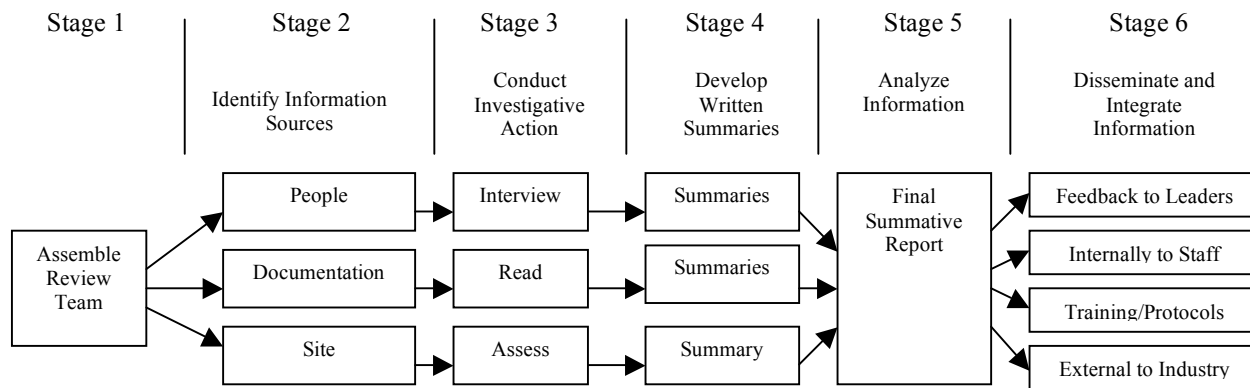 Stage 1
Stage 2
Stage 3
Stage 4
Stage 5
Stage 6
Identify Information
Sources
Conduct
Investigative
Action
Develop
Written
Summaries
Analyze
Information
Disseminate and
Integrate
Information
Assemble
Review
Team
People
Documentation
Site
Interview
Read
Assess
Summaries
Summaries
Summary
Final
Summative
Report
Feedback to Leaders
Internally to Staff
Training/Protocols
External to Industry